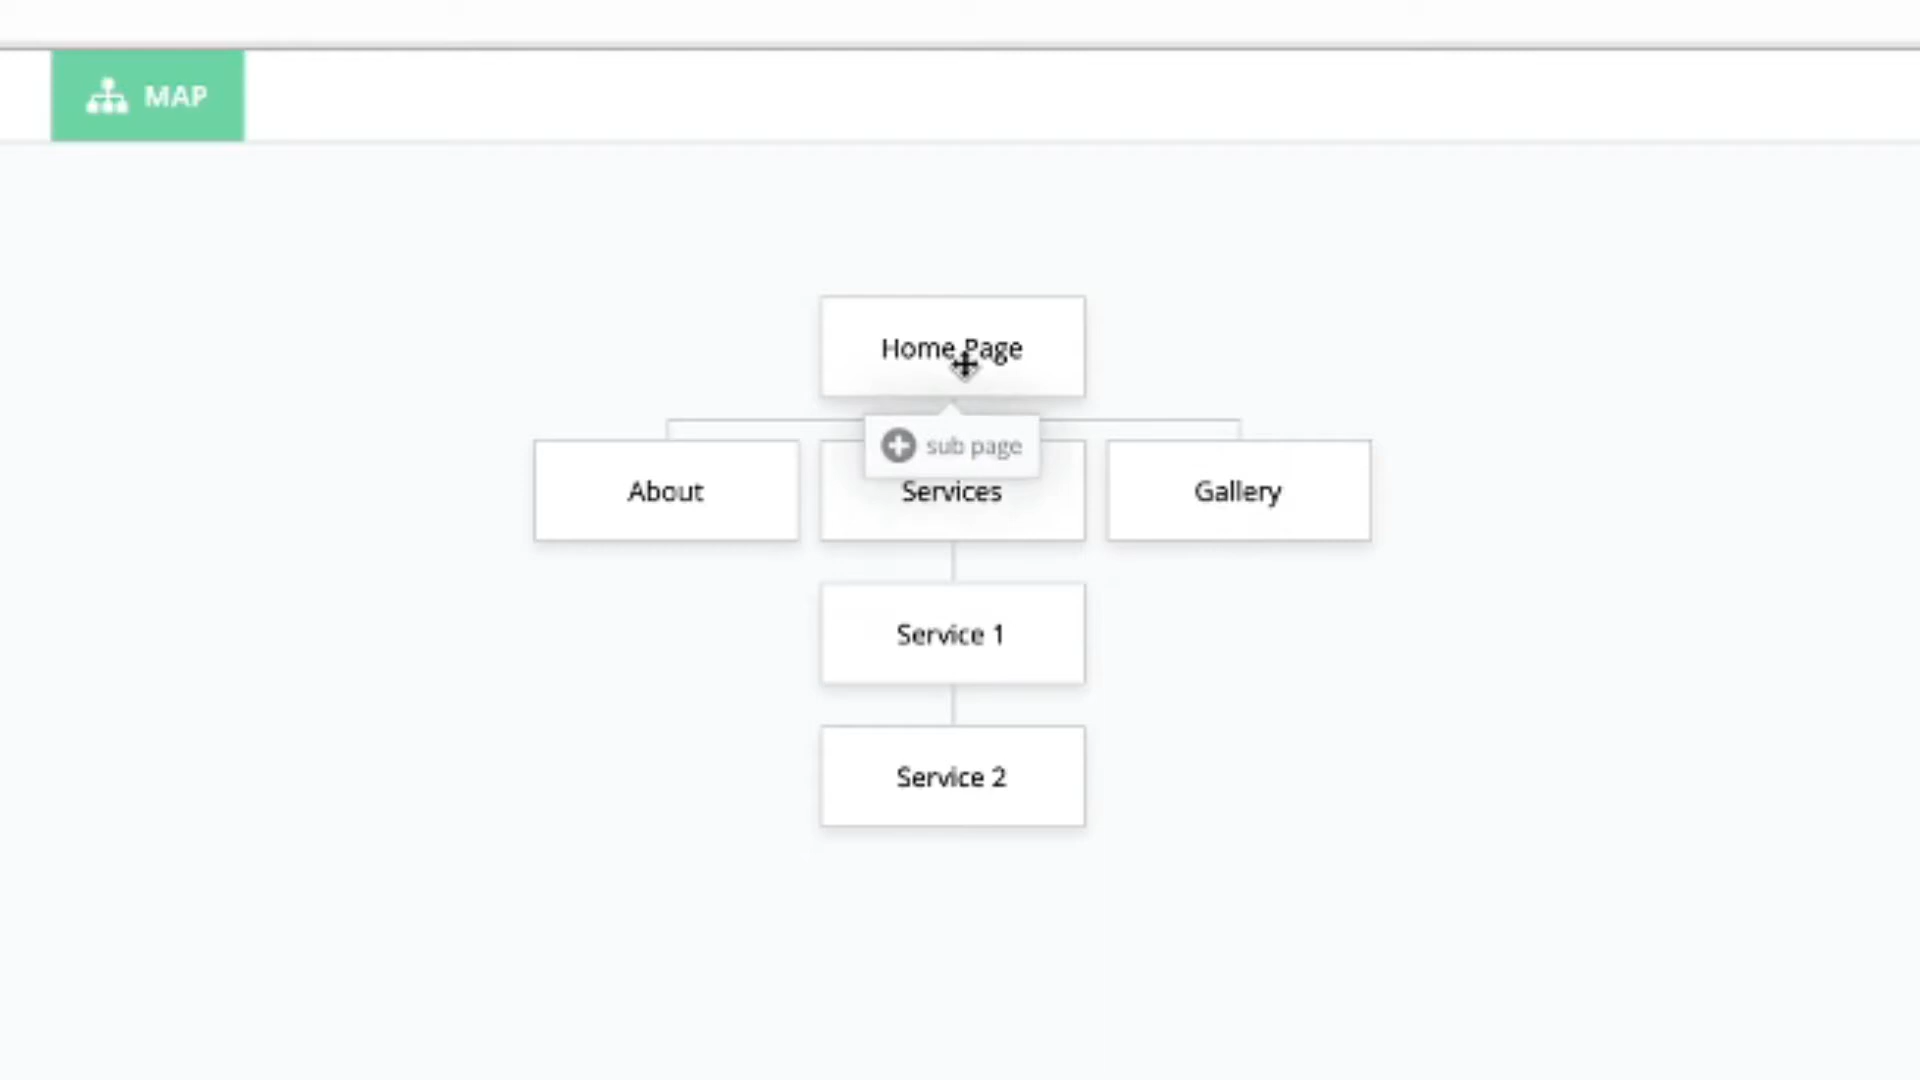 MAP
Home Page
sub page
About
Services
Gallery
Service 1
Service 2